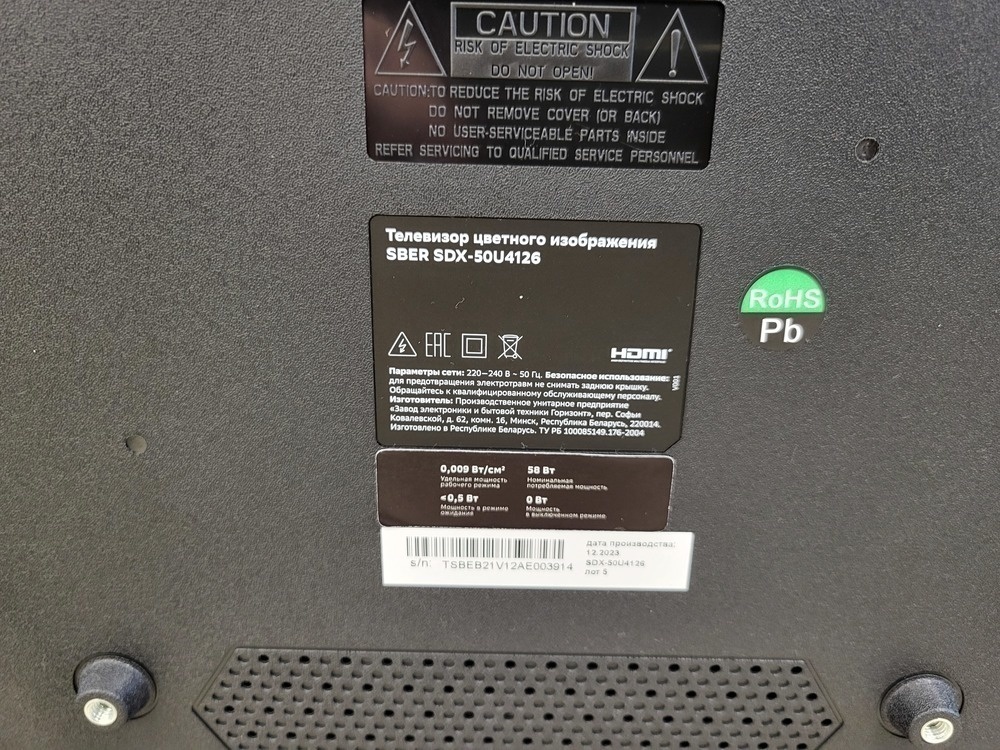 CAUTION
RISK OF ELECTRIC SHOCK
DO NOT OPEN!
CAUTION:TO REDUCE THE RISK OF ELECTRIC SHOCK
DO NOT REMOVE COVER (OR BACK)
NO USER-SERVICEABLE PARTS INSIDE
REFER SERVICING TO QUALIFIED SERVICE PERSONNEL
Телевизор цветного изображения
SBER SDX-50U4126
RoHS
Pb
EAC
HDMI
Параметры сети: 220—240 В ~ 50 Гц. Безопасное использование:
для предотвращения электротравм не снимать заднюю крышку.
Обращайтесь к квалифицированному обслуживающему персоналу.
Изготовитель: Производственное унитарное предприятие
«Завод электроники и бытовой техники Горизонт», пер. Софьи
Ковалевской, д. 62, комн. 16, Минск, Республика Беларусь, 220014.
Изготовлено в Республике Беларусь. ТУ РБ 100085149.176-2004
V001
0,009 Вт/см² 58 Вт
Удельная мощность Номинальная
рабочего режима потребляемая мощность
<0,5 Вт 0 Вт
Мощность в режиме Мощность
ожидания в выключенном режиме
s/n: TSBEB21V12AE003914
дата производства:
12.2023
SDX-50U4126
лот 5